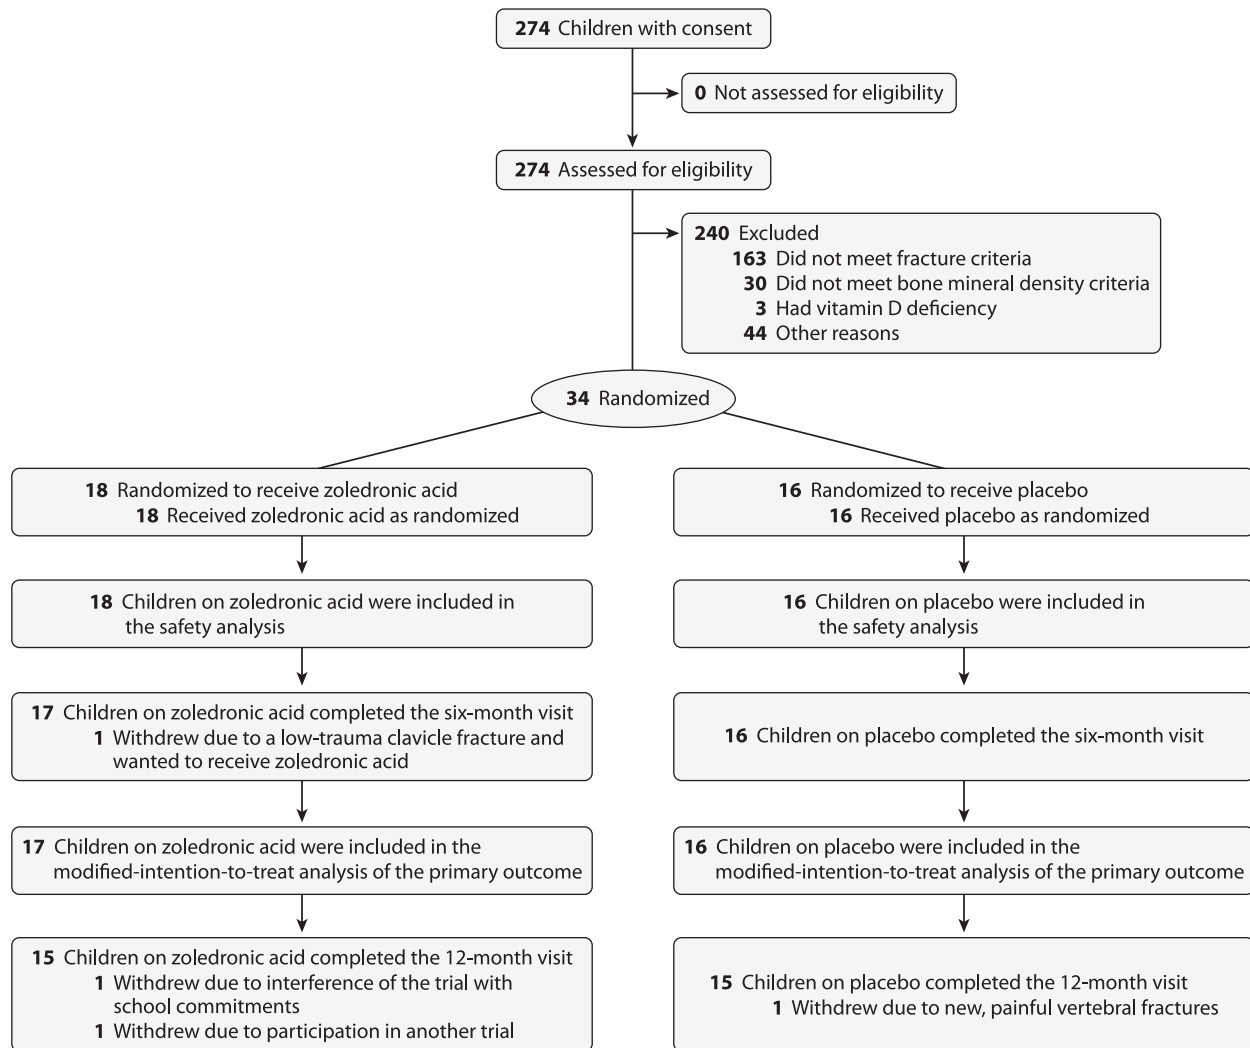 274 Children with consent
0 Not assessed for eligibility
274 Assessed for eligibility
240 Excluded
163 Did not meet fracture criteria
30 Did not meet bone mineral density criteria
3 Had vitamin D deficiency
44 Other reasons
34 Randomized
18 Randomized to receive zoledronic acid
18 Received zoledronic acid as randomized
16 Randomized to receive placebo
16 Received placebo as randomized
18 Children on zoledronic acid were included in
the safety analysis
16 Children on placebo were included in
the safety analysis
17 Children on zoledronic acid completed the six-month visit
1 Withdrew due to a low-trauma clavicle fracture and
wanted to receive zoledronic acid
16 Children on placebo completed the six-month visit
17 Children on zoledronic acid were included in the
modified-intention-to-treat analysis of the primary outcome
16 Children on placebo were included in the
modified-intention-to-treat analysis of the primary outcome
15 Children on zoledronic acid completed the 12-month visit
1 Withdrew due to interference of the trial with
school commitments
1 Withdrew due to participation in another trial
15 Children on placebo completed the 12-month visit
1 Withdrew due to new, painful vertebral fractures